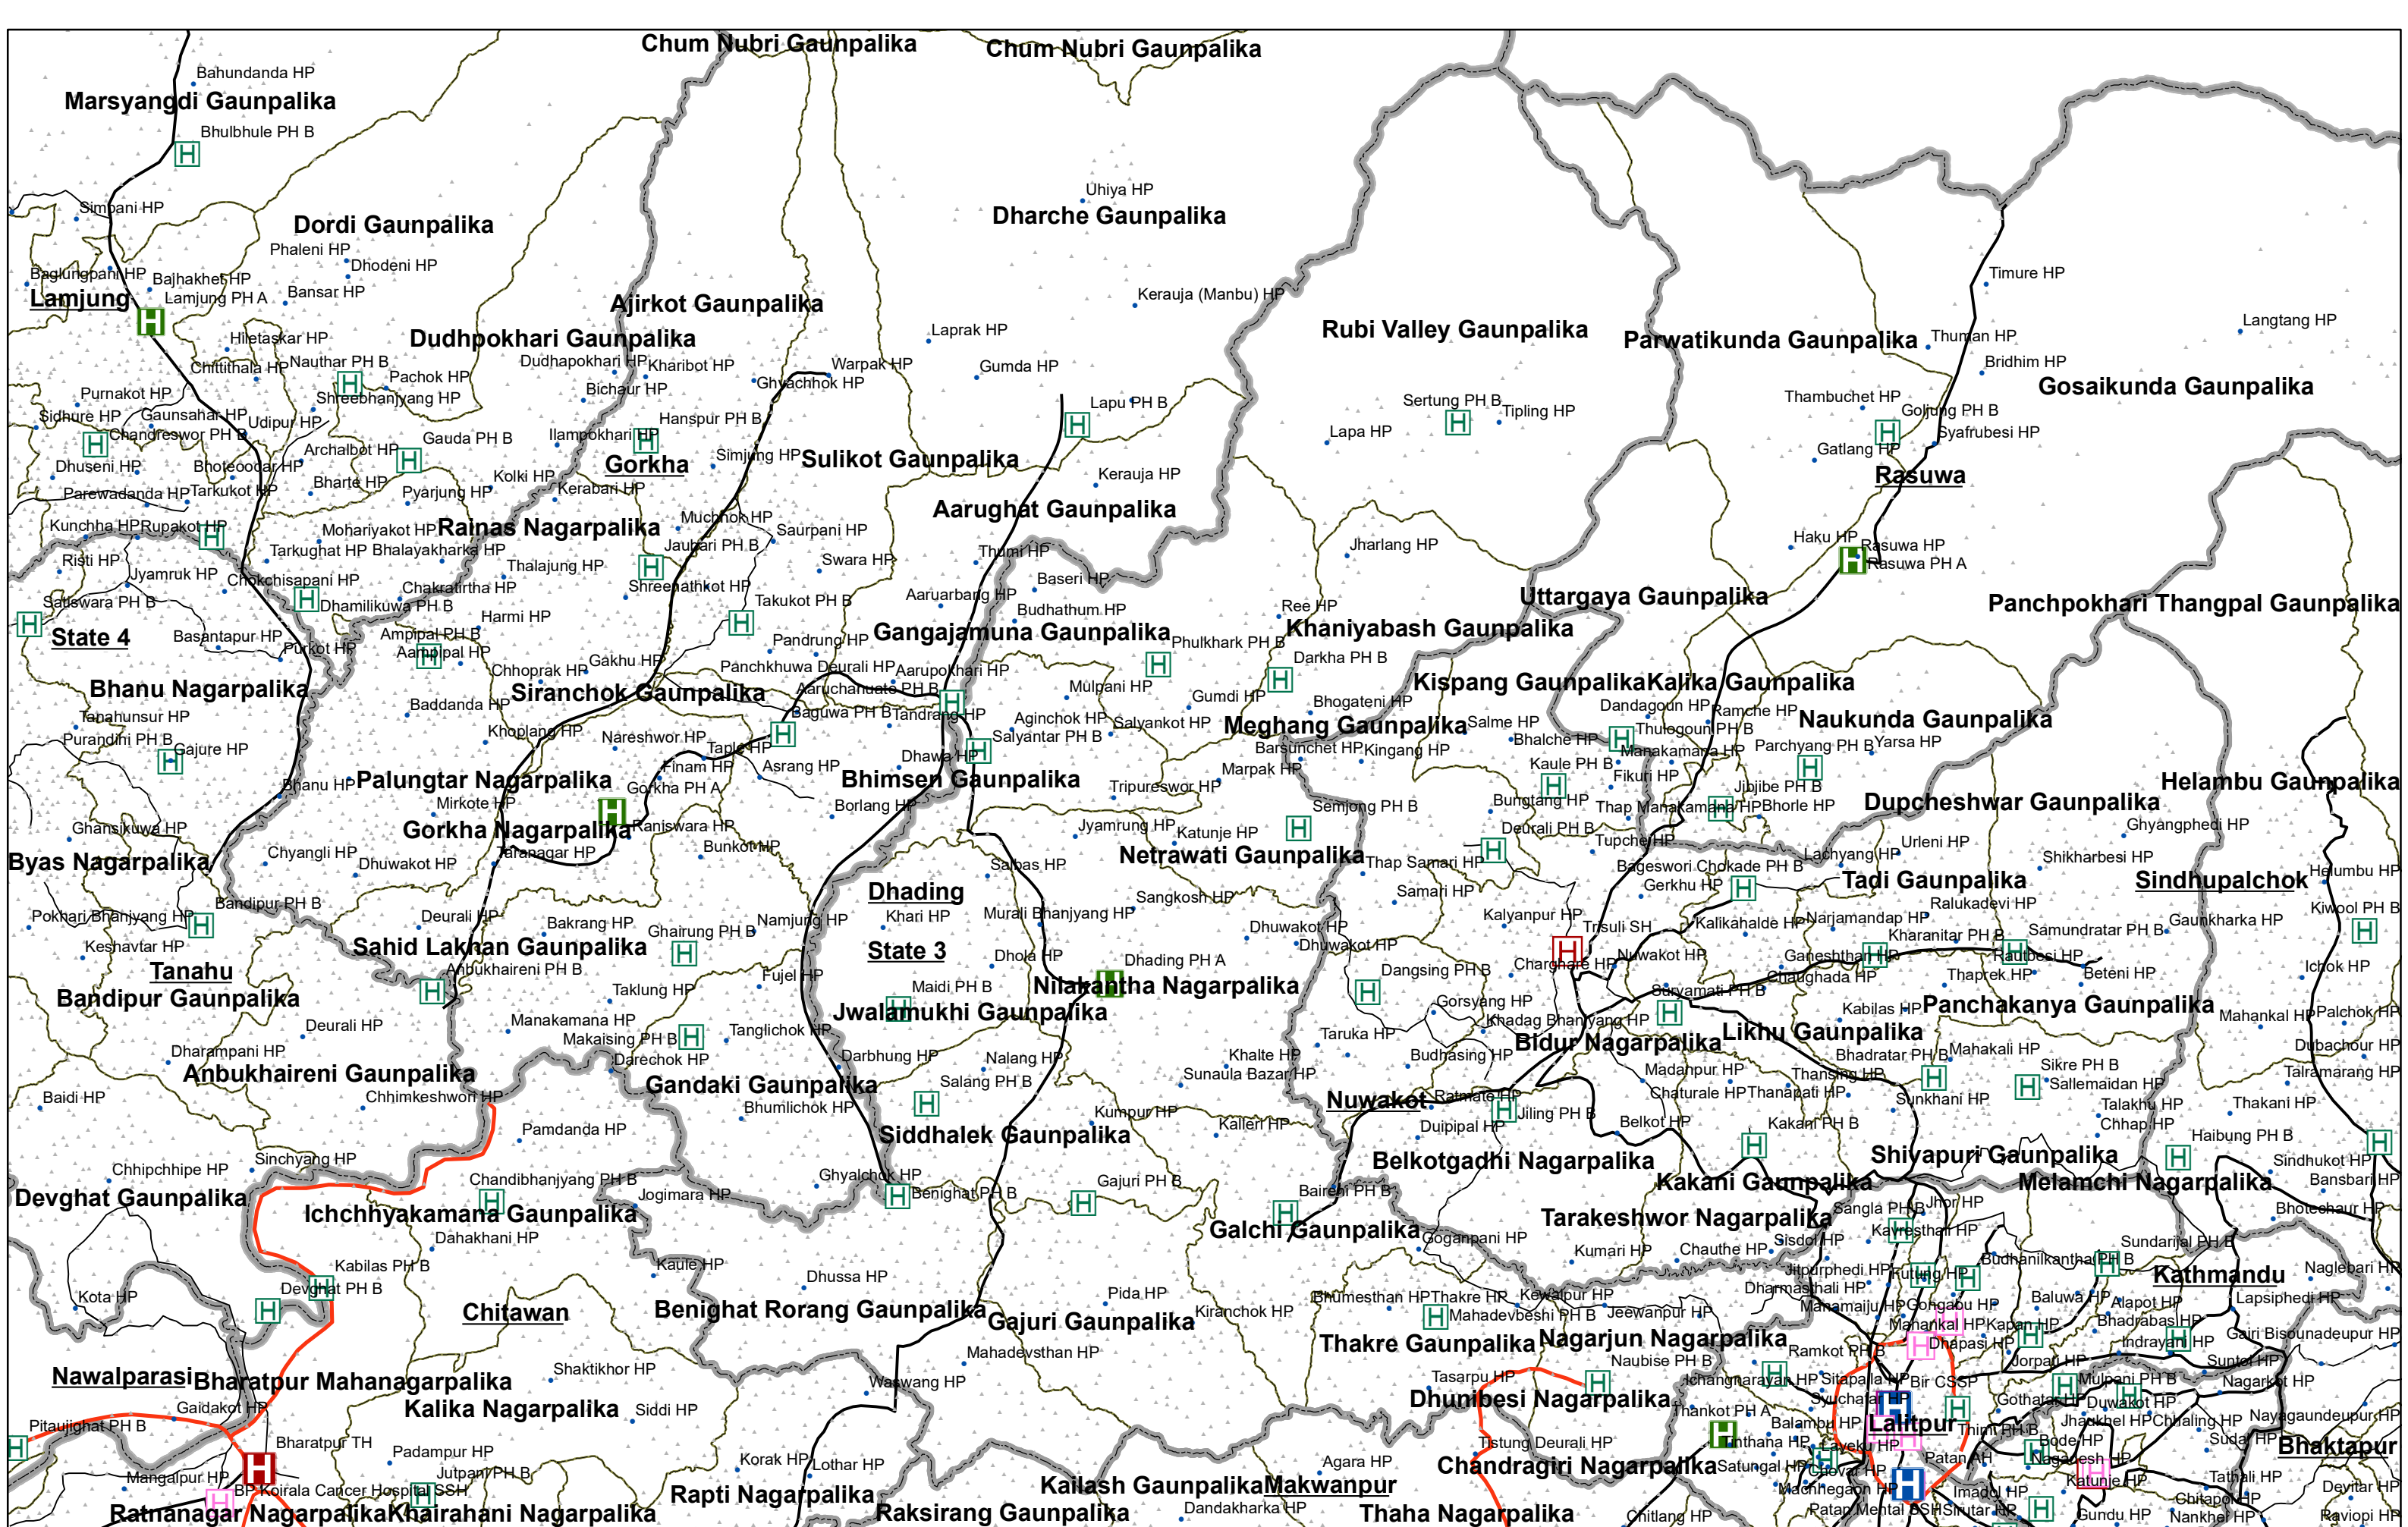 Chum Nubri Gaunpalika
Chum Nubri Gaunpalika
Bahundanda HP
Marsyangdi Gaunpalika
Bhulbhule PH B
Uhiya HP
Simpani HP
Dharche Gaunpalika
Dordi Gaunpalika
Phaleni HP
Dhodeni HP
Baglungpani HP
Bajhakhet HP
Timure HP
Lamjung
Lamjung PH A
Bansar HP
Ajirkot Gaunpalika
Kerauja (Manbu) HP
Langtang HP
Hiletaskar HP
Dudhpokhari Gaunpalika
Laprak HP
Rubi Valley Gaunpalika
Parwatikunda Gaunpalika
Thuman HP
Chittithala HP
Nauthar PH B
Dudhapokhari HP
Kharibot HP
Warpak HP
Gumda HP
Bridhim HP
Pachok HP
Bichaur HP
Ghyachhok HP
Gosaikunda Gaunpalika
Purnakot HP
Shreebhanjyang HP
Lapu PH B
Sertung PH B
Tipling HP
Thambuchet HP
Goljung PH B
Sidhure HP
Gaunsahar HP
Udipur HP
Hanspur PH B
Chandreswor PH B
Gauda PH B
Ilampokhari HP
Lapa HP
Syafrubesi HP
Archalbot HP
Gatlang HP
Dhuseni HP
Bhoteoodar HP
Gorkha
Simjung HP
Sulikot Gaunpalika
Kerauja HP
Rasuwa
Bharte HP
Kolki HP
Parewadanda HP
Tarkukot HP
Pyarjung HP
Kerabari HP
Aarughat Gaunpalika
Kunchha HP
Rupakot HP
Mohariyakot HP
Rainas Nagarpalika
Muchhok HP
Saurpani HP
Haku HP
Rasuwa HP
Rasuwa PH A
Risti HP
Tarkughat HP
Bhalayakharka HP
Jaubari PH B
Swara HP
Thumi HP
Jharlang HP
Jyamruk HP
Chokchisapani HP
Chakratirtha HP
Thalajung HP
Shreenathkot HP
Baseri HP
Satiswara PH B
Dhamilikuwa PH B
Harmi HP
Takukot PH B
Aaruarbang HP
Budhathum HP
Ree HP
Uttargaya Gaunpalika
Panchpokhari Thangpal Gaunpalika
State 4
Basantapur HP
Ampipal PH B
Aampipal HP
Pandrung HP
Gangajamuna Gaunpalika
Phulkhark PH B
Khaniyabash Gaunpalika
Purkot HP
Chhoprak HP
Gakhu HP
Panchkhuwa Deurali HP
Aarupokhari HP
Darkha PH B
Bhanu Nagarpalika
Siranchok Gaunpalika
Aaruchanuate PH B
Mulpani HP
Gumdi HP
Bhogateni HP
Kispang Gaunpalika
Kalika Gaunpalika
Tanahunsur HP
Baddanda HP
Baguwa PH B
Tandrang HP
Aginchok HP
Salyankot HP
Meghang Gaunpalika
Salme HP
Dandagoun HP
Ramche HP
Naukunda Gaunpalika
Purandini PH B
Gajure HP
Khoplang HP
Nareshwor HP
Taple HP
Salyantar PH B
Barsunchet HP
Kingang HP
Bhalche HP
Thulogoun PH B
Manakamana HP
Parchyang PH B
Yarsa HP
Dhawa HP
Finam HP
Asrang HP
Marpak HP
Kaule PH B
Fikuri HP
Bhanu HP
Palungtar Nagarpalika
Gorkha PH A
Bhimsen Gaunpalika
Tripureswor HP
Jibjibe PH B
Helambu Gaunpalika
Mirkote HP
Borlang HP
Semjong PH B
Bungtang HP
Thap Manakamana HP
Bhorle HP
Dupcheshwar Gaunpalika
Ghansikuwa HP
Gorkha Nagarpalika
Raniswara HP
Jyamrung HP
Katunje HP
Deurali PH B
Tupche HP
Urleni HP
Ghyangphedi HP
Byas Nagarpalika
Chyangli HP
Dhuwakot HP
Taranagar HP
Bunkot HP
Salbas HP
Netrawati Gaunpalika
Thap Samari HP
Bageswori Chokade PH B
Lachyang HP
Shikharbesi HP
Helumbu HP
Dhading
Samari HP
Gerkhu HP
Tadi Gaunpalika
Sindhupalchok
Pokhari Bhanjyang HP
Bandipur PH B
Deurali HP
Bakrang HP
Ghairung PH B
Namjung HP
Khari HP
Murali Bhanjyang HP
Sangkosh HP
Dhuwakot HP
Kalyanpur HP
Trisuli SH
Kalikahalde HP
Narjamandap HP
Ralukadevi HP
Gaunkharka HP
Kiwool PH B
Keshavtar HP
Sahid Lakhan Gaunpalika
State 3
Dhola HP
Dhading PH A
Dhuwakot HP
Kharanitar PH B
Samundratar PH B
Tanahu
Anbukhaireni PH B
Fujel HP
Dangsing PH B
Charghare HP
Nuwakot HP
Ganeshthan HP
Rautbesi HP
Ichok HP
Bandipur Gaunpalika
Taklung HP
Maidi PH B
Nilakantha Nagarpalika
Suryamati PH B
Chaughada HP
Thaprek HP
Beteni HP
Deurali HP
Manakamana HP
Tanglichok HP
Jwalamukhi Gaunpalika
Gorsyang HP
Khadag Bhanjyang HP
Kabilas HP
Panchakanya Gaunpalika
Mahankal HP
Palchok HP
Dharampani HP
Makaising PH B
Darechok HP
Darbhung HP
Nalang HP
Khalte HP
Taruka HP
Budhasing HP
Bidur Nagarpalika
Likhu Gaunpalika
Bhadratar PH B
Mahakali HP
Dubachour HP
Anbukhaireni Gaunpalika
Gandaki Gaunpalika
Salang PH B
Sunaula Bazar HP
Madanpur HP
Thansing HP
Sikre PH B
Sallemaidan HP
Talramarang HP
Baidi HP
Chhimkeshwori HP
Bhumlichok HP
Kumpur HP
Nuwakot
Ratmate HP
Jiling PH B
Chaturale HP
Thanapati HP
Sunkhani HP
Talakhu HP
Thakani HP
Pamdanda HP
Siddhalek Gaunpalika
Kalleri HP
Duipipal HP
Belkot HP
Kakani PH B
Chhap HP
Haibung PH B
Chhipchhipe HP
Sinchyang HP
Chandibhanjyang PH B
Ghyalchok HP
Belkotgadhi Nagarpalika
Shivapuri Gaunpalika
Sindhukot HP
Devghat Gaunpalika
Jogimara HP
Benighat PH B
Gajuri PH B
Baireni PH B
Kakani Gaunpalika
Melamchi Nagarpalika
Bansbari HP
Ichchhyakamana Gaunpalika
Galchi Gaunpalika
Tarakeshwor Nagarpalika
Sangla PH B
Jhor HP
Bhotechaur HP
Dahakhani HP
Goganpani HP
Kumari HP
Chauthe HP
Sisdol HP
Kavresthali HP
Sundarijal PH B
Kabilas PH B
Kaule HP
Dhussa HP
Jitpurphedi HP
Futung HP
Budhanilkantha PH B
Kathmandu
Naglebari HP
Kota HP
Devghat PH B
Chitawan
Benighat Rorang Gaunpalika
Pida HP
Kiranchok HP
Bhumesthan HP
Thakre HP
Kewalpur HP
Dharmasthali HP
Baluwa HP
Alapot HP
Lapsiphedi HP
Gajuri Gaunpalika
Mahadevbeshi PH B
Jeewanpur HP
Manamaiju HP
Gongabu HP
Mahankal HP
Kapan HP
Bhadrabas HP
Thakre Gaunpalika
Nagarjun Nagarpalika
Dhapasi HP
Indrayani HP
Gairi Bisounadeupur HP
Nawalparasi
Bharatpur Mahanagarpalika
Shaktikhor HP
Mahadevsthan HP
Naubise PH B
Ramkot PH B
Jorpati HP
Suntol HP
Waswang HP
Tasarpu HP
Ichangnarayan HP
Sitapaila HP
Bir CSSP
Mulpani PH B
Nagarkot HP
Gaidakot HP
Kalika Nagarpalika
Siddi HP
Dhunibesi Nagarpalika
Syuchatar HP
Gothatar HP
Duwakot HP
Pitaujighat PH B
Thankot PH A
Balambu HP
Lalitpur
Thimi PH B
Jhaukhel HP
Chhaling HP
Nayagaundeupur HP
Bharatpur TH
Padampur HP
Tistung Deurali HP
Tinthana HP
Layeku HP
Bode HP
Sudal HP
Bhaktapur
Mangalpur HP
Jutpani PH B
Korak HP
Lothar HP
Agara HP
Chandragiri Nagarpalika
Satungal HP
Chovar HP
Patan AH
Nagadesh HP
Katunje HP
Tathali HP
BP Koirala Cancer Hospital SSH
Rapti Nagarpalika
Kailash Gaunpalika
Makwanpur
Machhegaon HP
Imadol HP
Chitapol HP
Devitar HP
Ratnanagar Nagarpalika
Khairahani Nagarpalika
Raksirang Gaunpalika
Dandakharka HP
Thaha Nagarpalika
Chitlang HP
Patan Mental SSH
Sirutar HP
Gundu HP
Nankhel HP